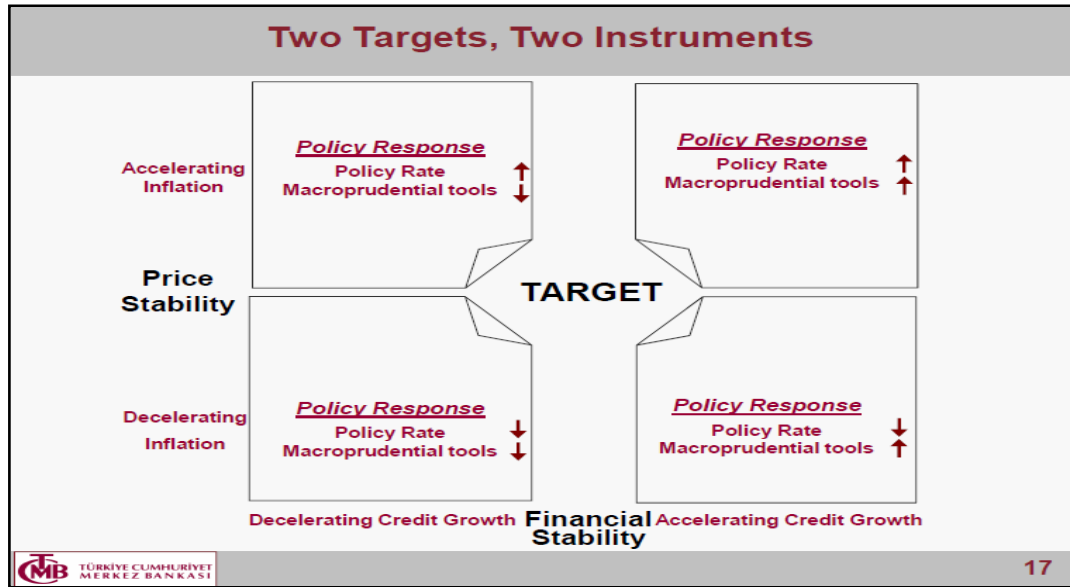 Two Targets, Two Instruments
Policy Response
Policy Rate ↑
Macroprudential tools ↓
Policy Response
Policy Rate ↑
Macroprudential tools ↑
Accelerating
Inflation
Price
Stability
TARGET
Decelerating
Inflation
Policy Response
Policy Rate ↓
Macroprudential tools ↓
Policy Response
Policy Rate ↓
Macroprudential tools ↑
Decelerating Credit Growth
Financial
Stability
Accelerating Credit Growth
TCMB
TÜRKİYE CUMHURİYET
MERKEZ BANKASI
17